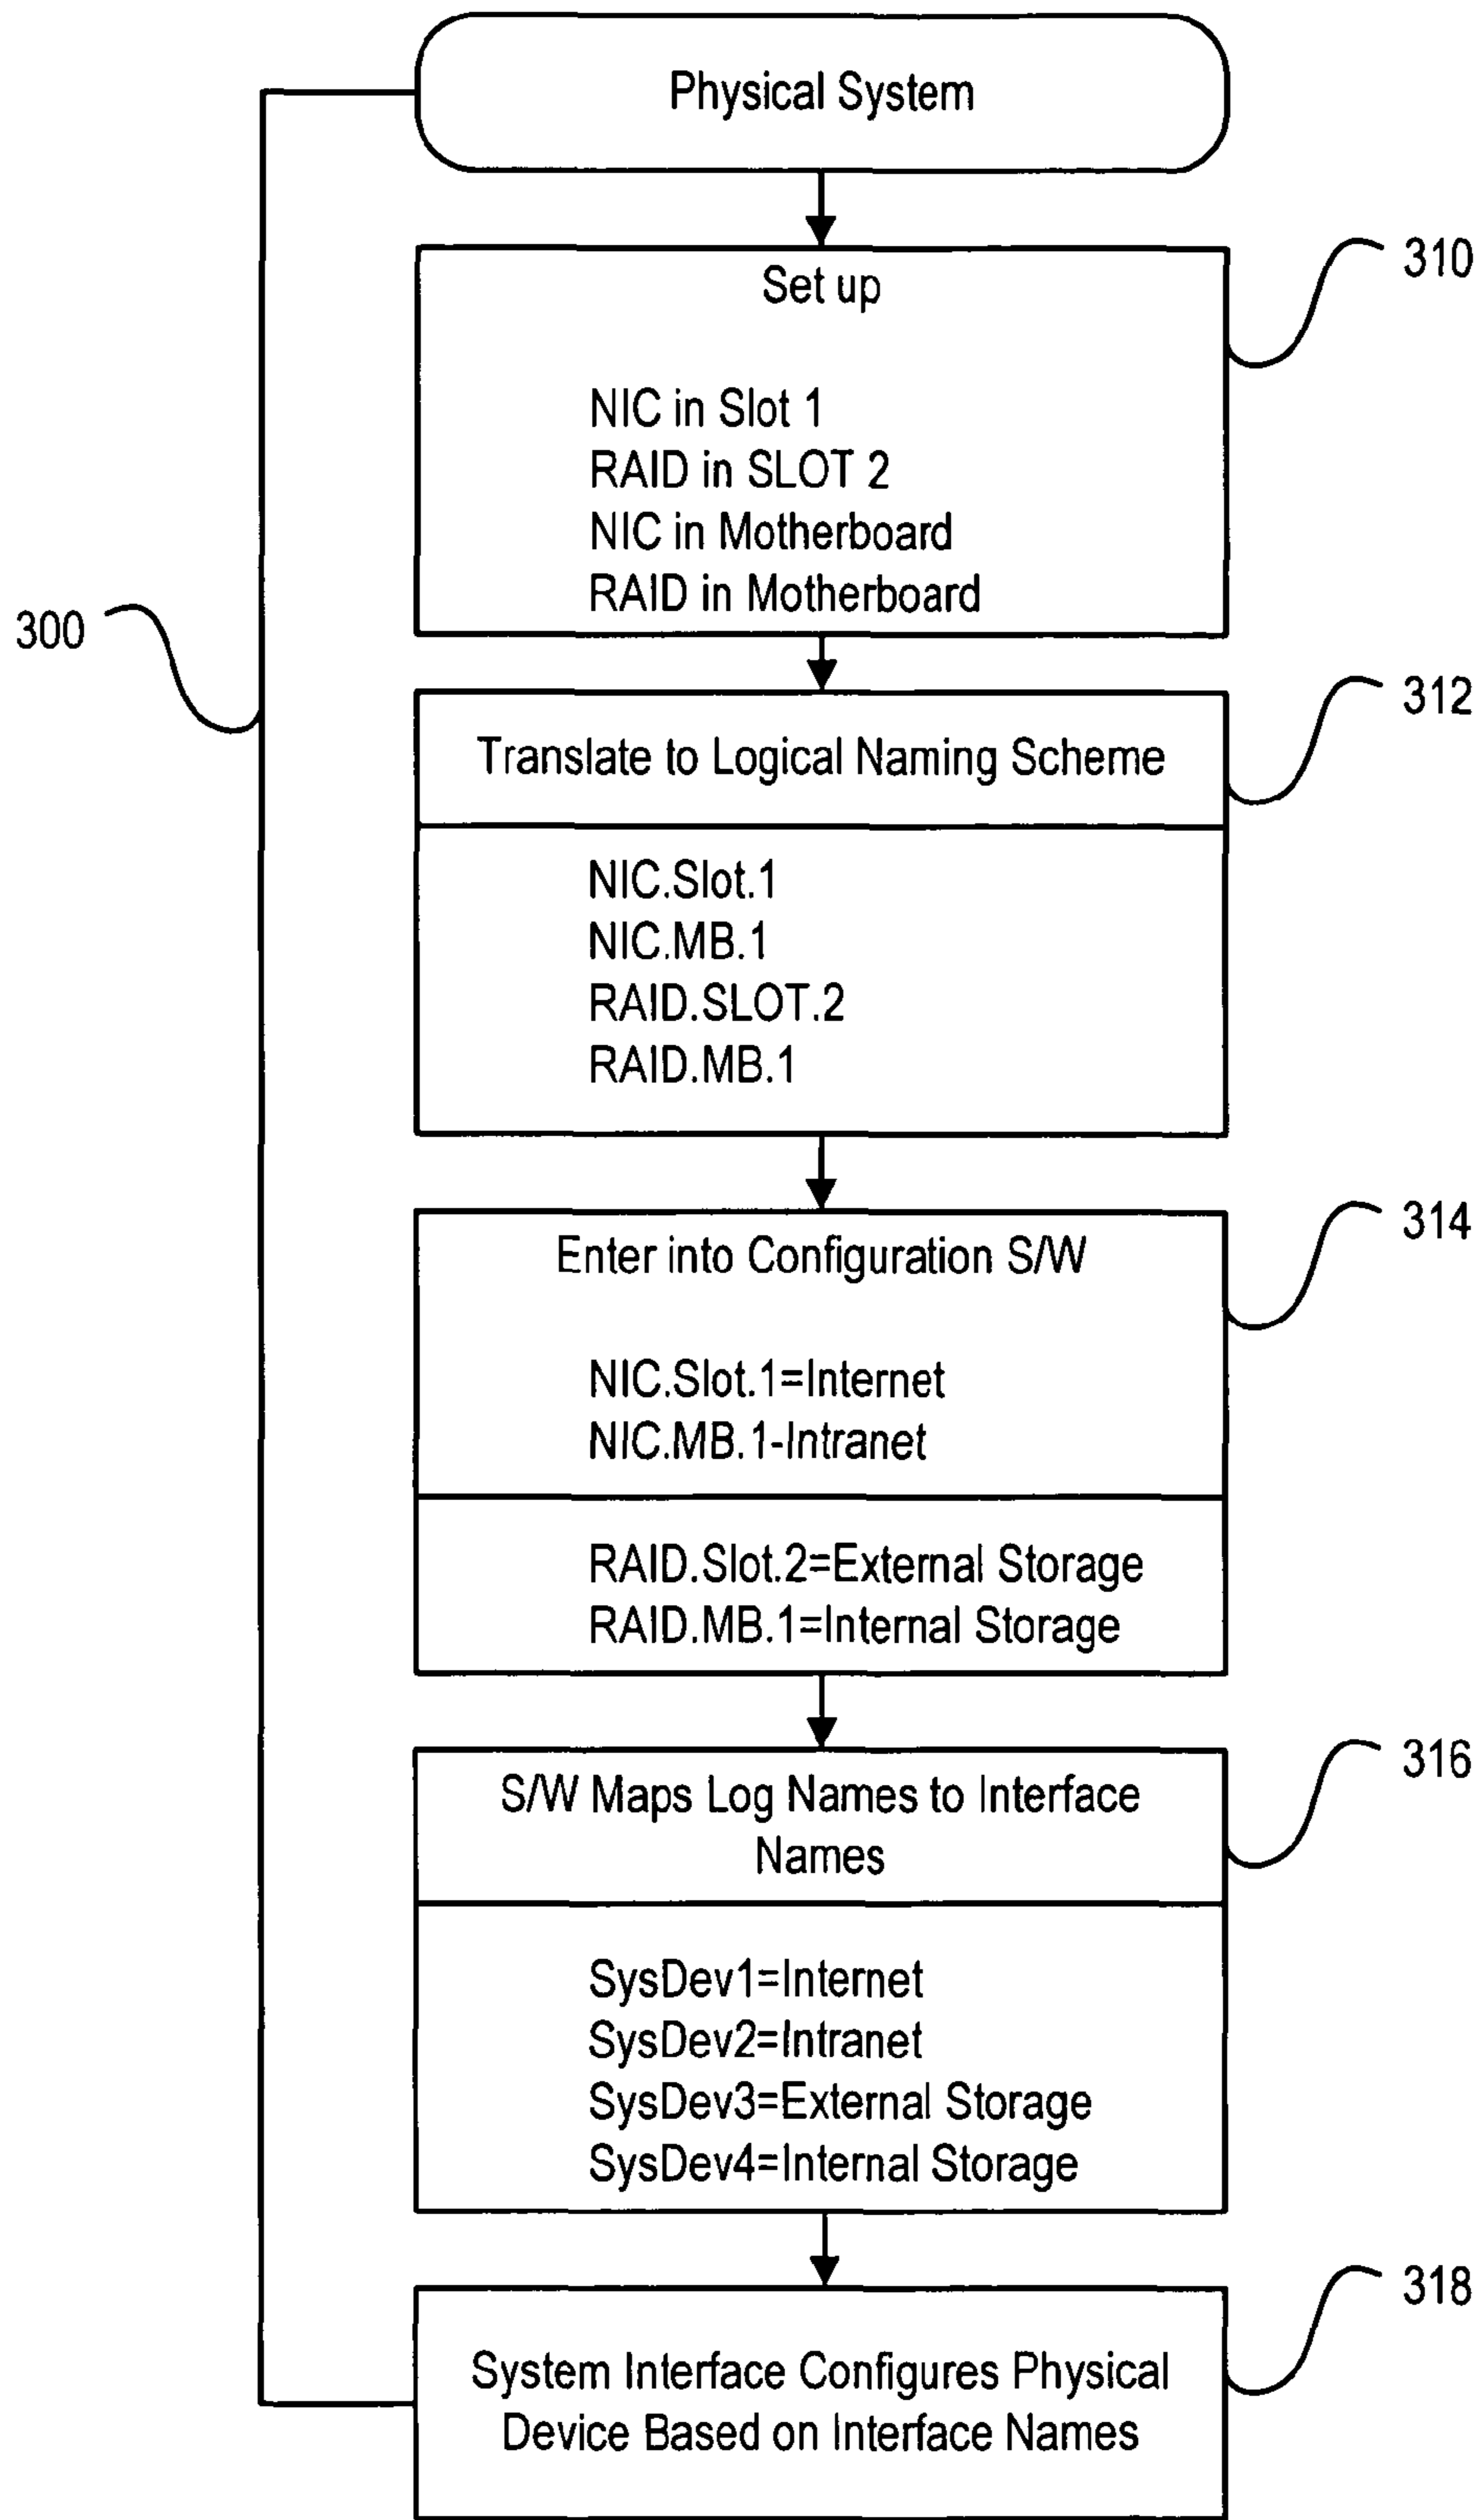 Physical System
310
Set up
NIC in Slot 1
RAID in SLOT 2
NIC in Motherboard
RAID in Motherboard
300
312
Translate to Logical Naming Scheme
NIC.Slot.1
NIC.MB.1
RAID.SLOT.2
RAID.MB.1
314
Enter into Configuration S/W
NIC.Slot.1=Internet
NIC.MB.1-Intranet
RAID.Slot.2=External Storage
RAID.MB.1=Internal Storage
316
S/W Maps Log Names to Interface
Names
SysDev1=Internet
SysDev2=Intranet
SysDev3=External Storage
SysDev4=Internal Storage
318
System Interface Configures Physical
Device Based on Interface Names